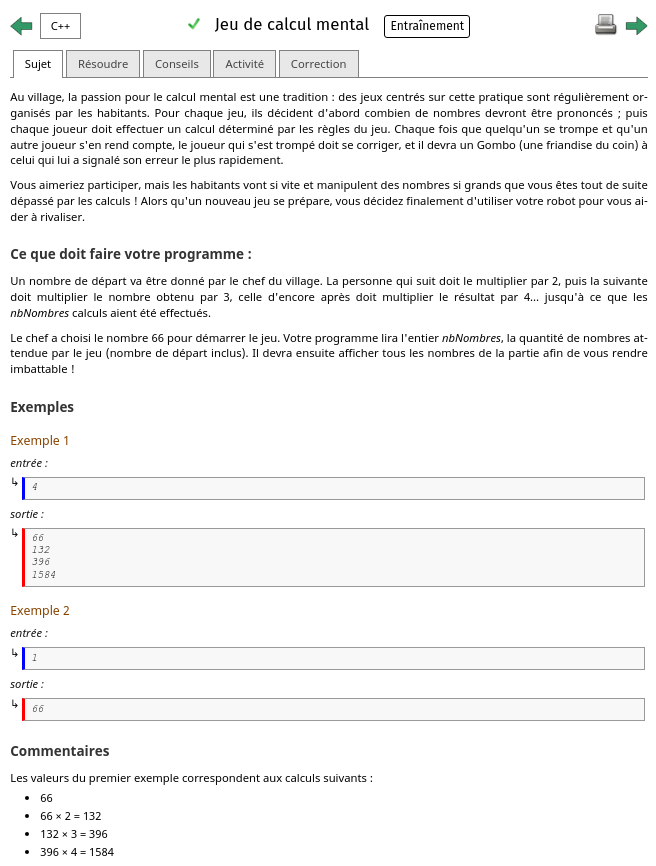 C++
Jeu de calcul mental
Entraînement
Sujet
Résoudre
Conseils
Activité
Correction
Au village, la passion pour le calcul mental est une tradition : des jeux centrés sur cette pratique sont régulièrement or-
ganisés par les habitants. Pour chaque jeu, ils décident d'abord combien de nombres devront être prononcés ; puis
chaque joueur doit effectuer un calcul déterminé par les règles du jeu. Chaque fois que quelqu'un se trompe et qu'un
autre joueur s'en rend compte, le joueur qui s'est trompé doit se corriger, et il devra un Gombo (une friandise du coin) à
celui qui lui a signalé son erreur le plus rapidement.
Vous aimeriez participer, mais les habitants vont si vite et manipulent des nombres si grands que vous êtes tout de suite
dépassé par les calculs ! Alors qu'un nouveau jeu se prépare, vous décidez finalement d'utiliser votre robot pour vous ai-
der à rivaliser.
Ce que doit faire votre programme :
Un nombre de départ va être donné par le chef du village. La personne qui suit doit le multiplier par 2, puis la suivante
doit multiplier le nombre obtenu par 3, celle d'encore après doit multiplier le résultat par 4... jusqu'à ce que les
nbNombres calculs aient été effectués.
Le chef a choisi le nombre 66 pour démarrer le jeu. Votre programme lira l'entier nbNombres, la quantité de nombres at-
tendue par le jeu (nombre de départ inclus). Il devra ensuite afficher tous les nombres de la partie afin de vous rendre
imbattable !
Exemples
Exemple 1
entrée :
4
sortie :
66
132
396
1584
Exemple 2
entrée :
1
sortie :
66
Commentaires
Les valeurs du premier exemple correspondent aux calculs suivants :
• 66
• 66 × 2 = 132
• 132 × 3 = 396
• 396 × 4 = 1584